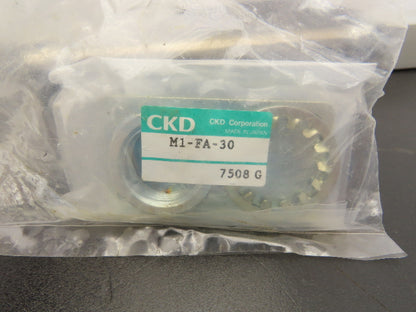 CKD CKD Corporation
MADE IN JAPAN
M1-FA-30
7508 G